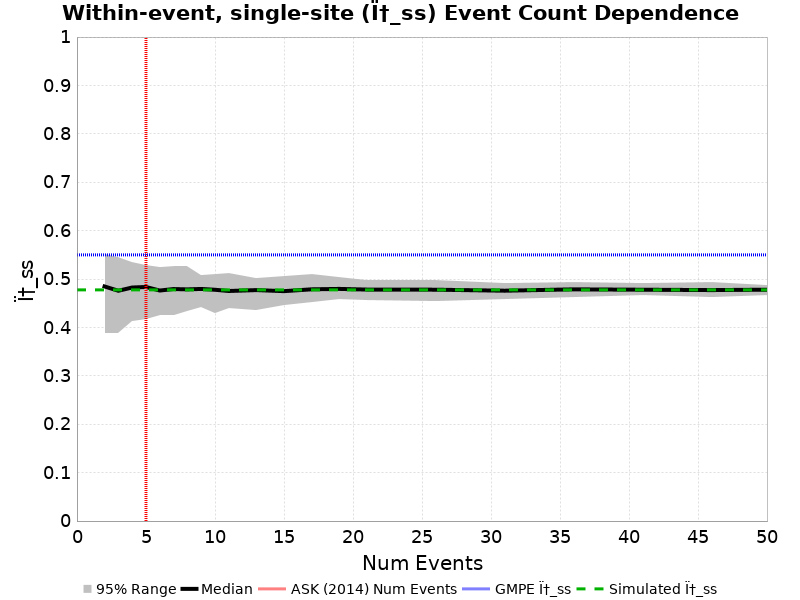 Within-event, single-site (Ï†_ss) Event Count Dependence
1
0.9
0.8
0.7
0.6
0.5
0.4
0.3
0.2
0.1
0
Ï†_ss
0 5 10 15 20 25 30 35 40 45 50
Num Events
95% Range Median ASK (2014) Num Events GMPE Ï†_ss Simulated Ï†_ss